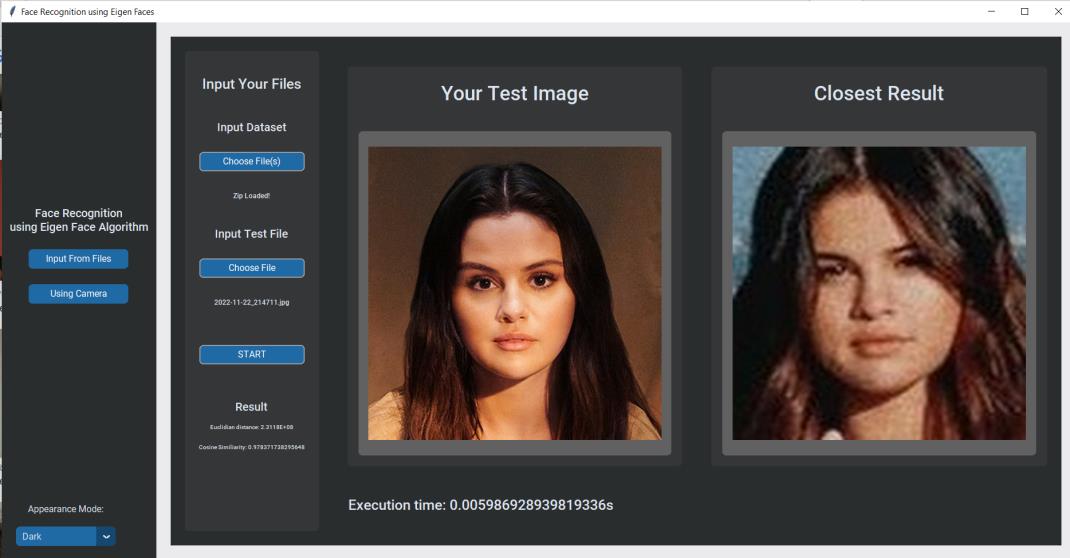 Face Recognition using Eigen Faces
Face Recognition
using Eigen Face Algorithm
Input From Files
Using Camera
Appearance Mode:
Dark
Input Your Files
Input Dataset
Choose File(s)
Zip Loaded!
Input Test File
Choose File
2022-11-22_214711.jpg
START
Result
Euclidian distance: 2.3118E+08
Cosine Similiarity: 0.978371738295648
Your Test Image
Closest Result
Execution time: 0.005986928939819336s